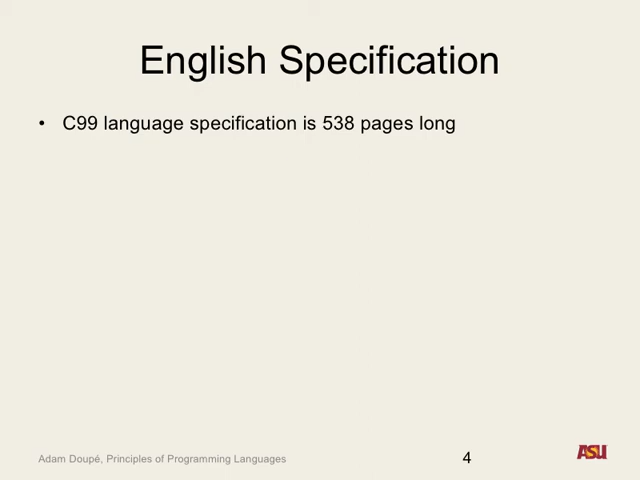 English Specification
• C99 language specification is 538 pages long
Adam Doupé, Principles of Programming Languages
4
ASU